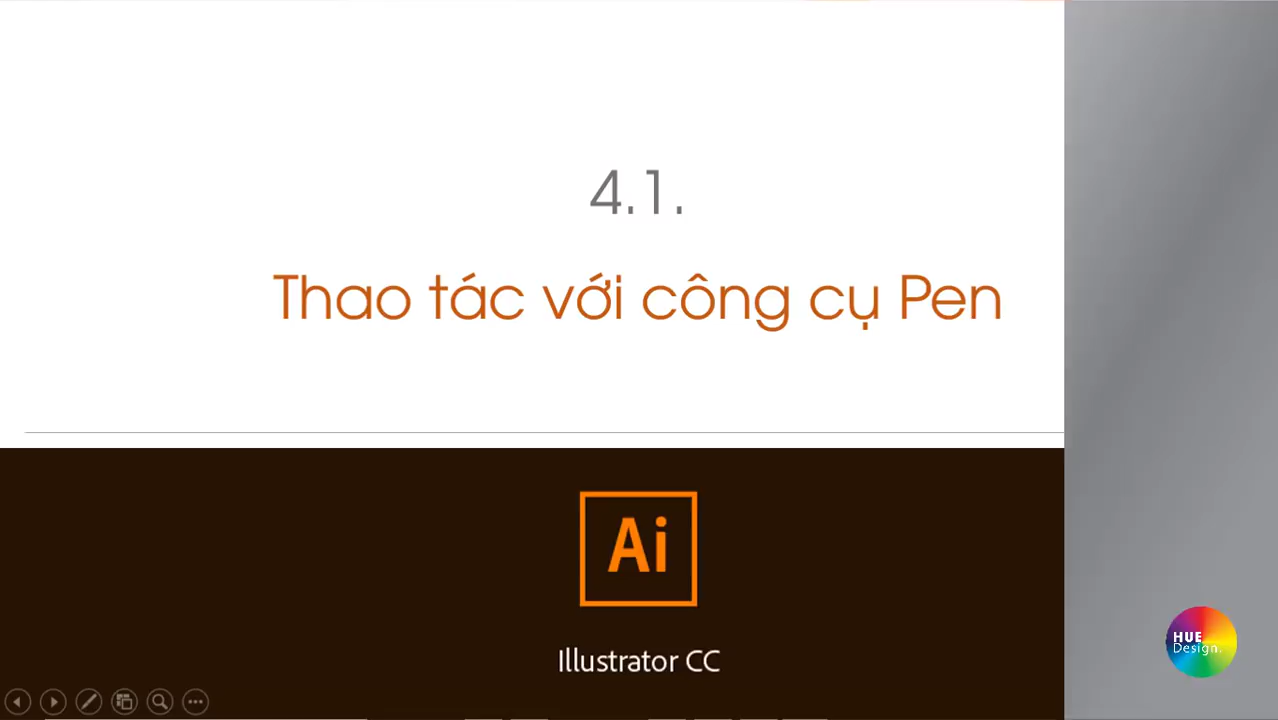 4.1.
Thao tác với công cụ Pen
Ai
Illustrator CC
HUE
Design.